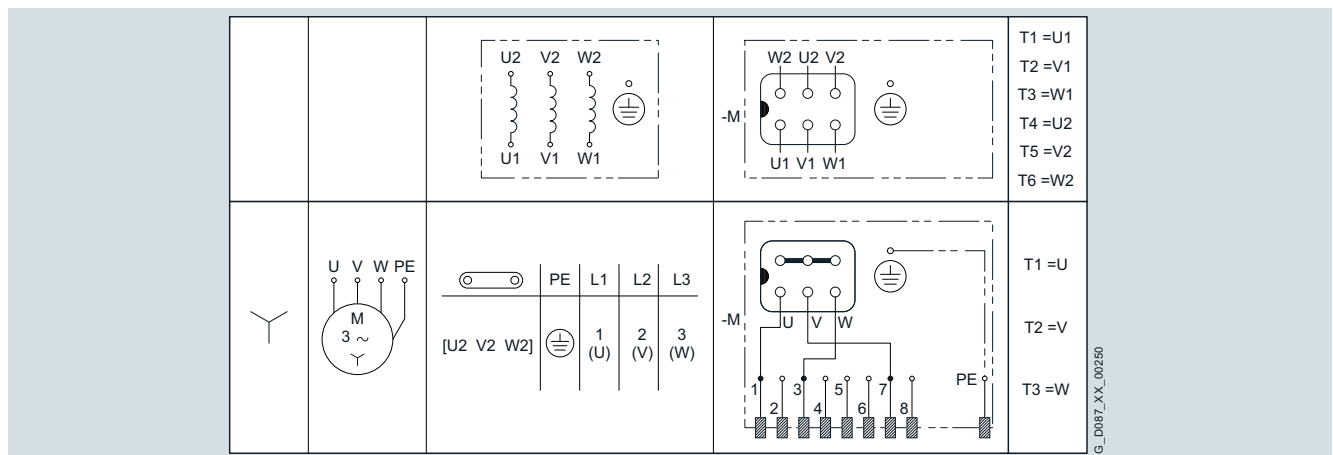 U2 V2 W2
U1 V1 W1
W2 U2 V2
-M
U1 V1 W1
T1 =U1
T2 =V1
T3 =W1
T4 =U2
T5 =V2
T6 =W2
U V W PE
M
3 ~
PE L1 L2 L3
[U2 V2 W2]
1 2 3
(U) (V) (W)
-M
U V W
1 3 5 7 PE
2 4 6 8
T1 =U
T2 =V
T3 =W
G_D087_XX_00250